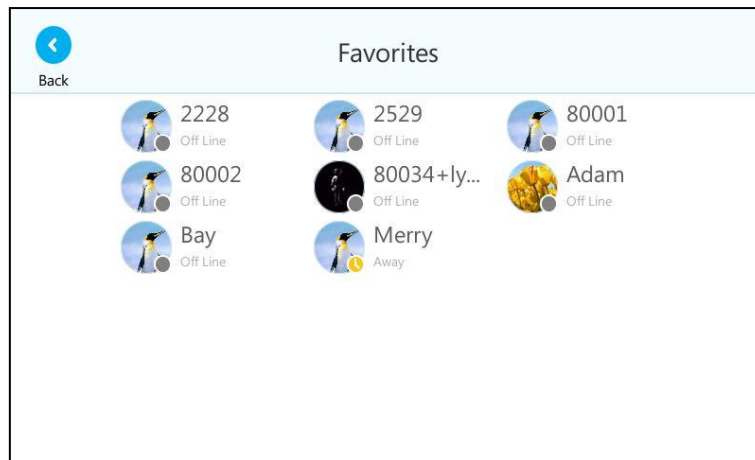 Favorites
Back
2228
Off Line
2529
Off Line
80001
Off Line
80002
Off Line
80034+ly...
Off Line
Adam
Off Line
Bay
Off Line
Merry
Away